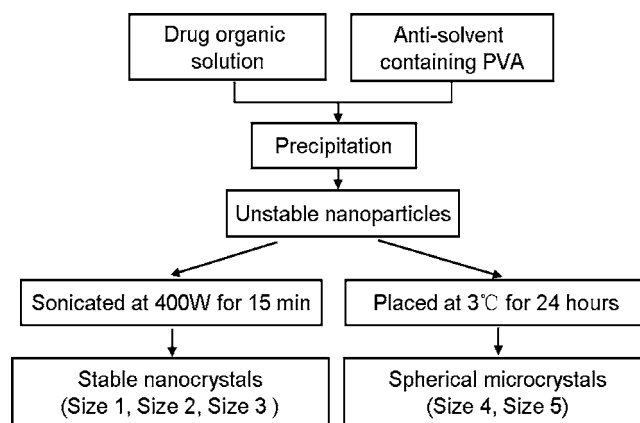 Drug organic
solution
Anti-solvent
containing PVA
Precipitation
Unstable nanoparticles
Sonicated at 400W for 15 min
Placed at 3℃ for 24 hours
Stable nanocrystals
(Size 1, Size 2, Size 3 )
Spherical microcrystals
(Size 4, Size 5)